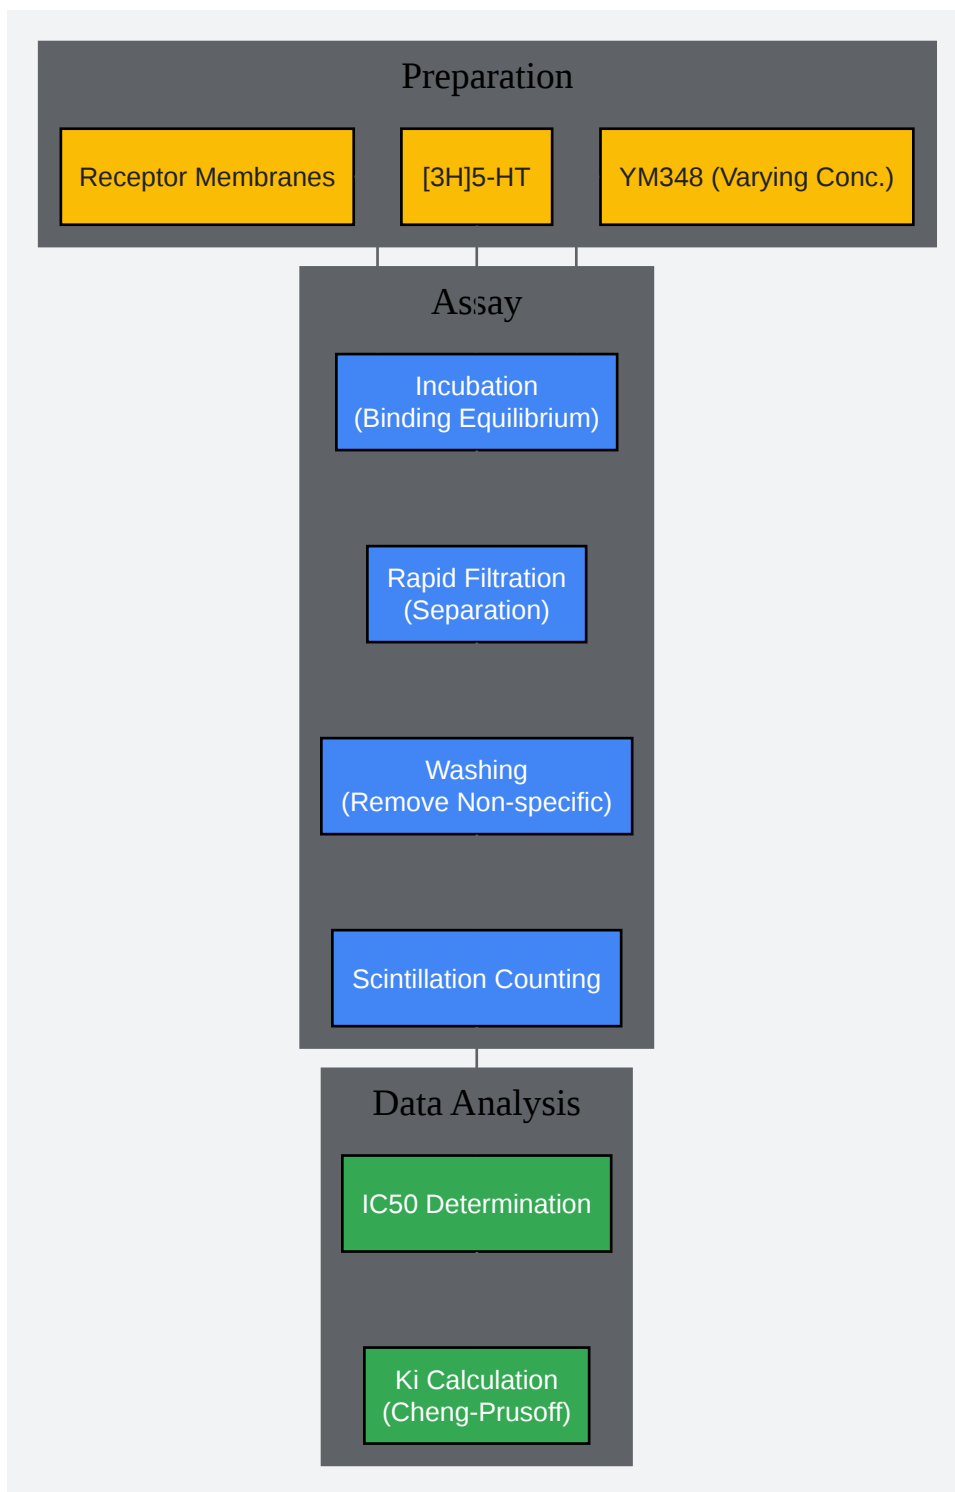 Preparation
Receptor Membranes
[3H]5-HT
YM348 (Varying Conc.)
Assay
Incubation
(Binding Equilibrium)
Rapid Filtration
(Separation)
Washing
(Remove Non-specific)
Scintillation Counting
Data Analysis
IC50 Determination
Ki Calculation
(Cheng-Prusoff)